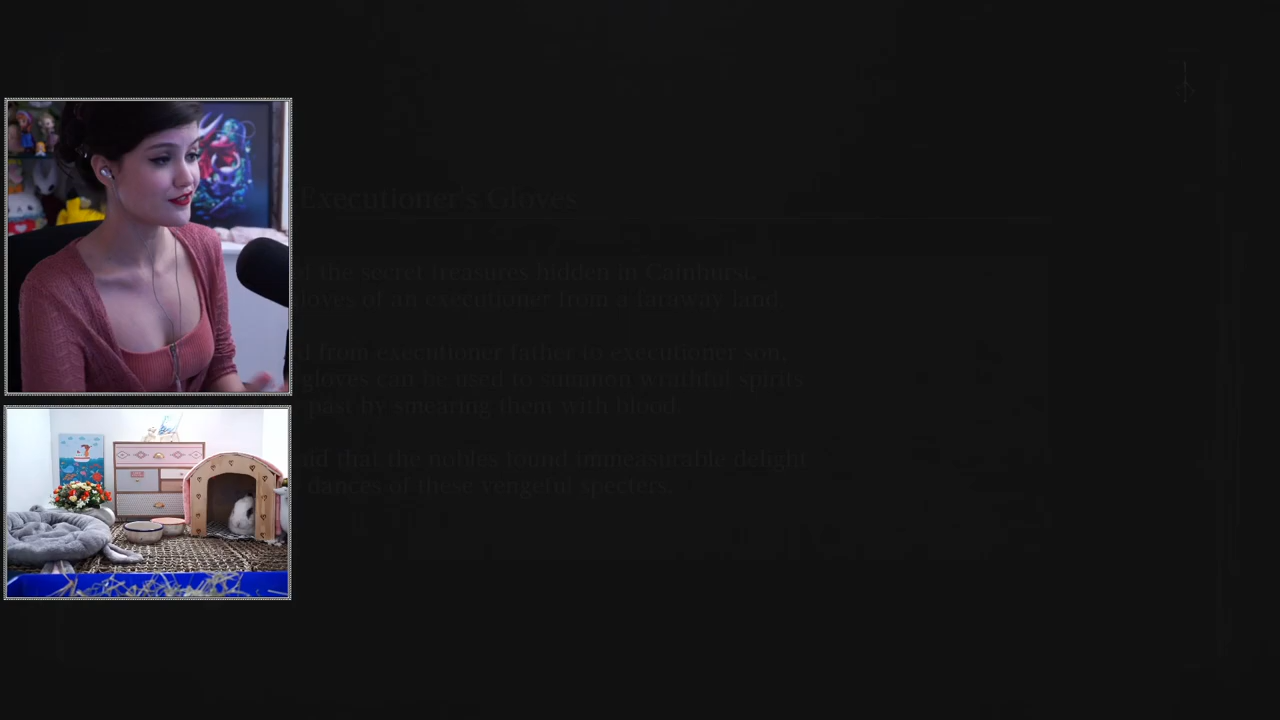 Executioner's Gloves
of the secret treasures hidden in Cainhurst.
gloves of an executioner from a faraway land.
from executioner father to executioner son,
gloves can be used to summon wrathful spirits
past by smearing them with blood.
that the nobles found immeasurable delight
dances of these vengeful specters.